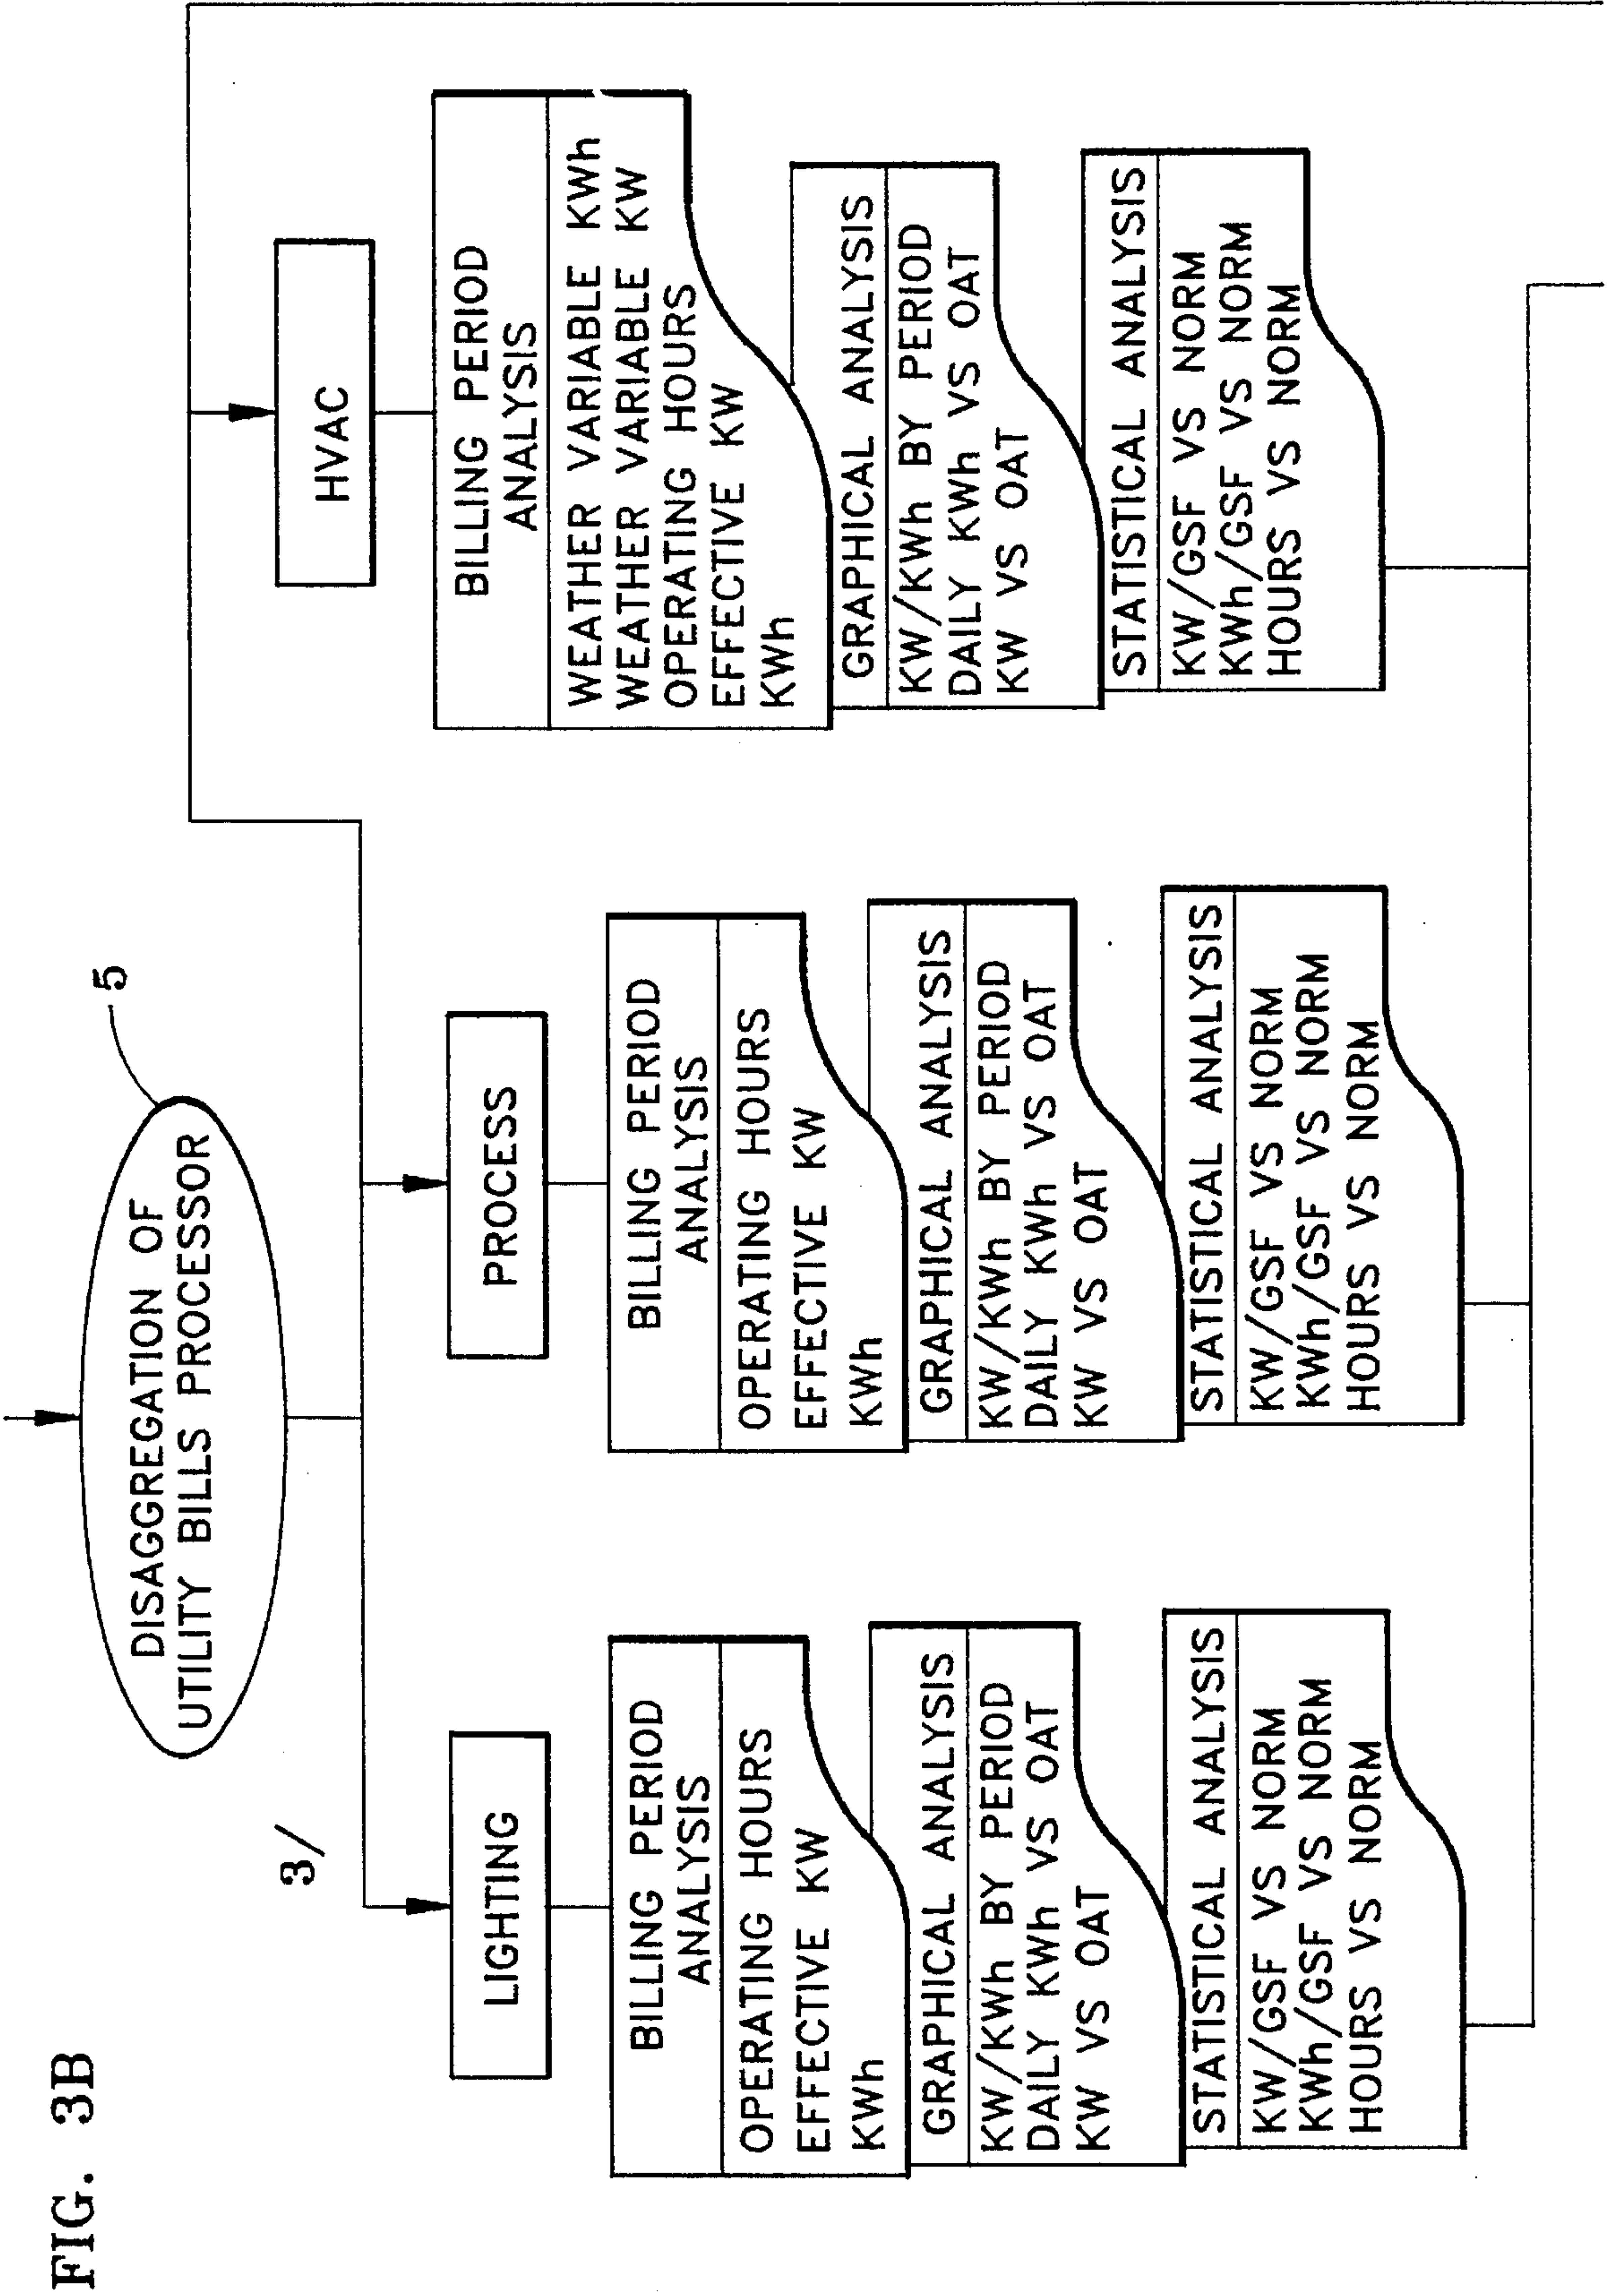 FIG. 3B
5
DISAGGREGATION OF
UTILITY BILLS PROCESSOR
3/
LIGHTING
BILLING PERIOD
ANALYSIS
OPERATING HOURS
EFFECTIVE KW
KWh
GRAPHICAL ANALYSIS
KW/KWh BY PERIOD
DAILY KWh VS OAT
KW VS OAT
STATISTICAL ANALYSIS
KW/GSF VS NORM
KWh/GSF VS NORM
HOURS VS NORM
PROCESS
BILLING PERIOD
ANALYSIS
OPERATING HOURS
EFFECTIVE KW
KWh
GRAPHICAL ANALYSIS
KW/KWh BY PERIOD
DAILY KWh VS OAT
KW VS OAT
STATISTICAL ANALYSIS
KW/GSF VS NORM
KWh/GSF VS NORM
HOURS VS NORM
HVAC
BILLING PERIOD
ANALYSIS
WEATHER VARIABLE KWh
WEATHER VARIABLE KW
OPERATING HOURS
EFFECTIVE KW
KWh
GRAPHICAL ANALYSIS
KW/KWh BY PERIOD
DAILY KWh VS OAT
KW VS OAT
STATISTICAL ANALYSIS
KW/GSF VS NORM
KWh/GSF VS NORM
HOURS VS NORM